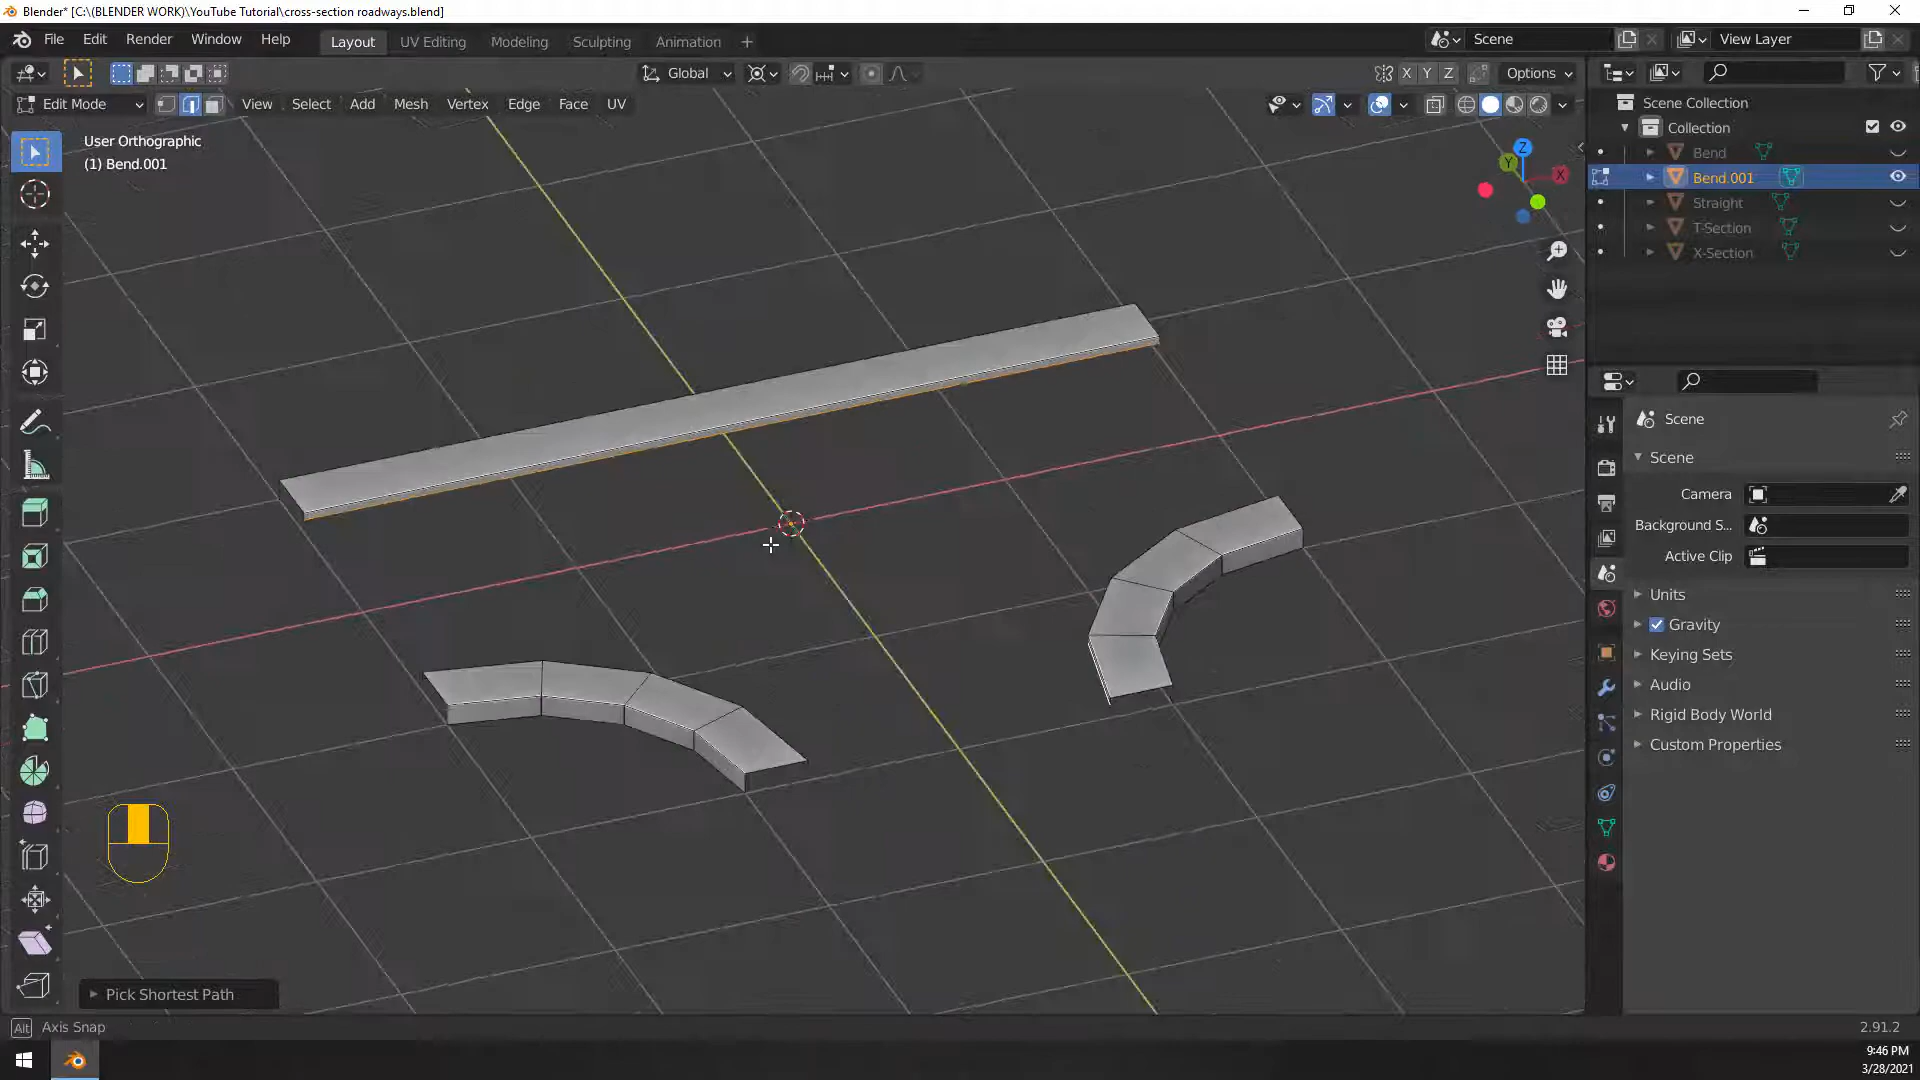 Blender* [C:\(BLENDER WORK)\YouTube Tutorial\cross-section roadways.blend]
File Edit Render Window Help Layout UV Editing Modeling Sculpting Animation + Scene View Layer
Global X Y Z Options
Edit Mode View Select Add Mesh Vertex Edge Face UV
User Orthographic
(1) Bend.001
Z
Y
X
Scene Collection
Collection
Bend
Bend.001
Straight
T-Section
X-Section
Scene
Scene
Camera
Background S...
Active Clip
Units
Gravity
Keying Sets
Audio
Rigid Body World
Custom Properties
Pick Shortest Path
Alt Axis Snap
2.91.2
9:46 PM
3/28/2021